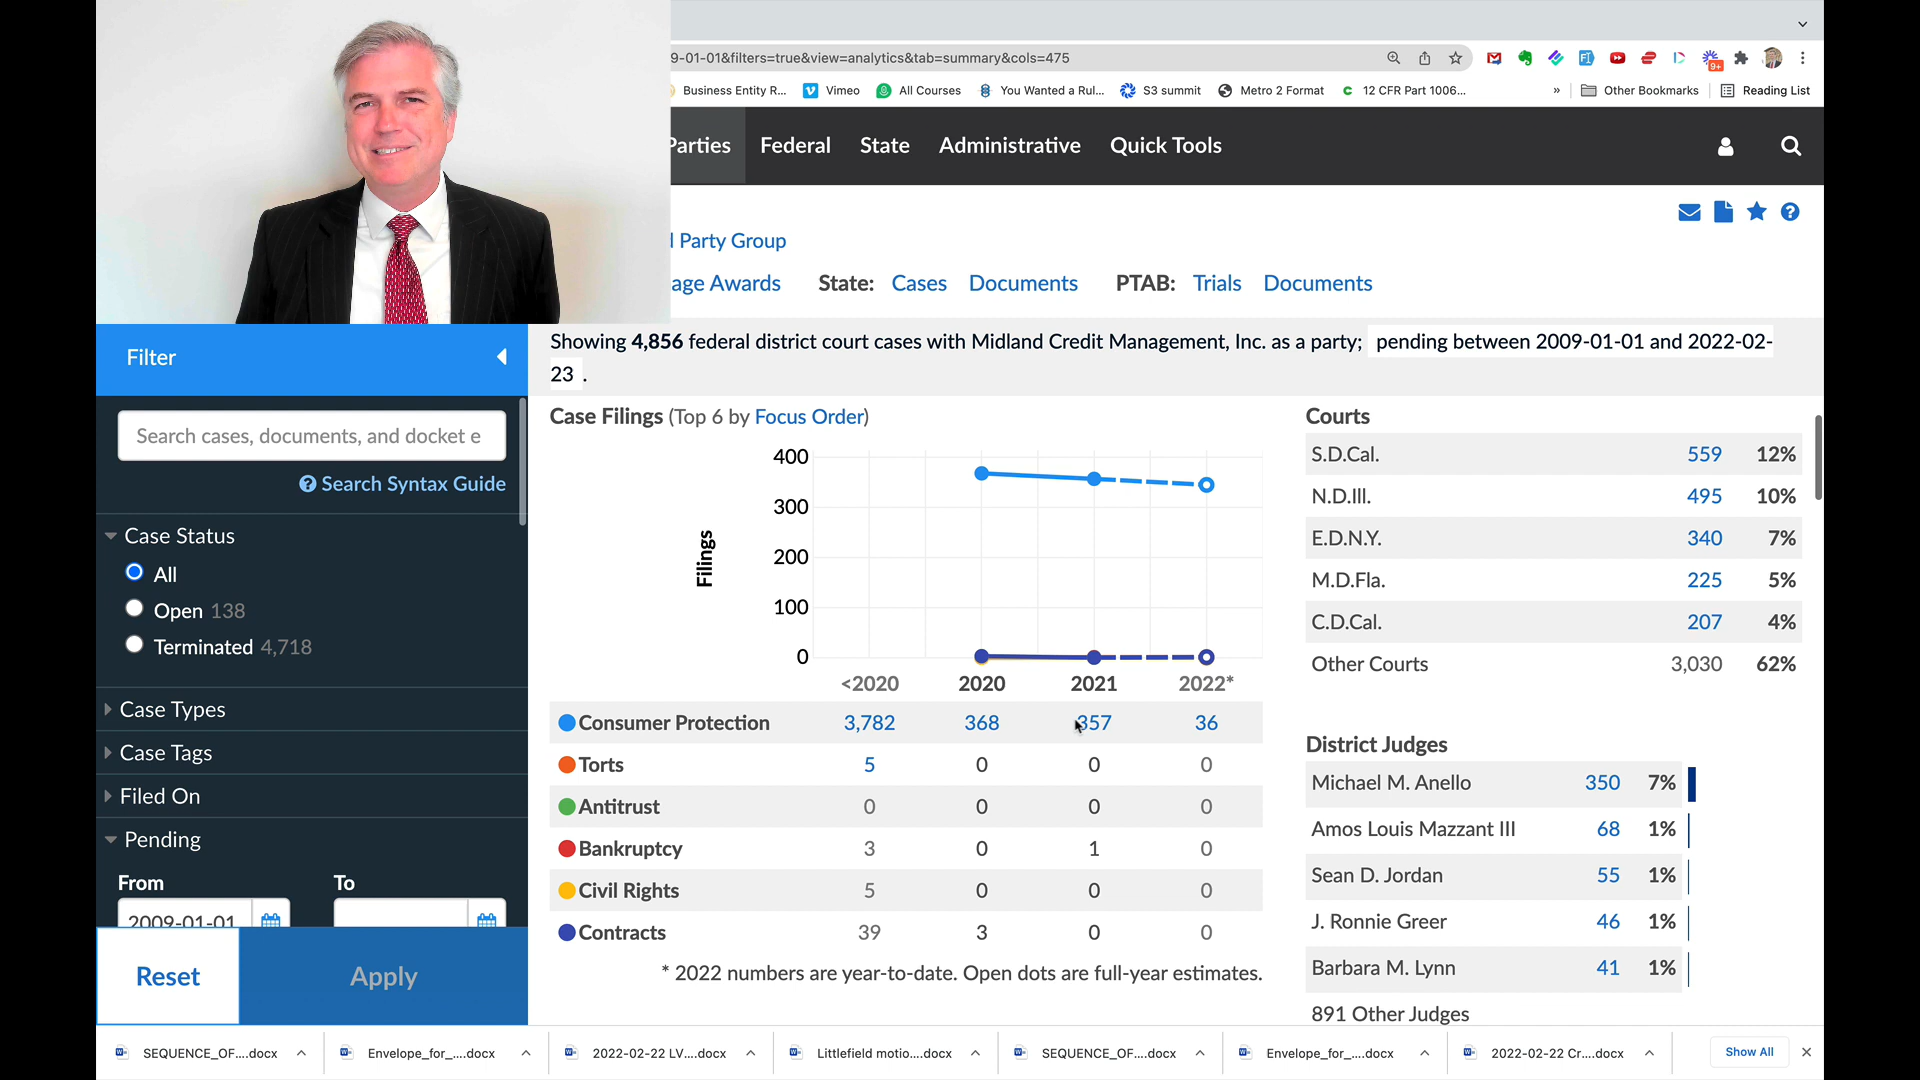 9-01-01&filters=true&view=analytics&tab=summary&cols=475
9+
Business Entity R...
Vimeo
All Courses
You Wanted a Rul...
S3 summit
Metro 2 Format
12 CFR Part 1006...
»
Other Bookmarks
Reading List
Parties
Federal
State
Administrative
Quick Tools
Party Group
age Awards
State:
Cases
Documents
PTAB:
Trials
Documents
Showing 4,856 federal district court cases with Midland Credit Management, Inc. as a party; pending between 2009-01-01 and 2022-02-
23 .
Filter
Search cases, documents, and docket e
Search Syntax Guide
Case Status
All
Open 138
Terminated 4,718
Case Types
Case Tags
Filed On
Pending
From
To
2009-01-01
Reset
Apply
Case Filings (Top 6 by Focus Order)
400
300
200
100
0
Filings
<2020 2020 2021 2022*
Consumer Protection 3,782 368 357 36
Torts 5 0 0 0
Antitrust 0 0 0 0
Bankruptcy 3 0 1 0
Civil Rights 5 0 0 0
Contracts 39 3 0 0
* 2022 numbers are year-to-date. Open dots are full-year estimates.
Courts
S.D.Cal. 559 12%
N.D.Ill. 495 10%
E.D.N.Y. 340 7%
M.D.Fla. 225 5%
C.D.Cal. 207 4%
Other Courts 3,030 62%
District Judges
Michael M. Anello 350 7%
Amos Louis Mazzant III 68 1%
Sean D. Jordan 55 1%
J. Ronnie Greer 46 1%
Barbara M. Lynn 41 1%
891 Other Judges
SEQUENCE_OF....docx
Envelope_for_....docx
2022-02-22 LV....docx
Littlefield motio....docx
SEQUENCE_OF....docx
Envelope_for_....docx
2022-02-22 Cr....docx
Show All